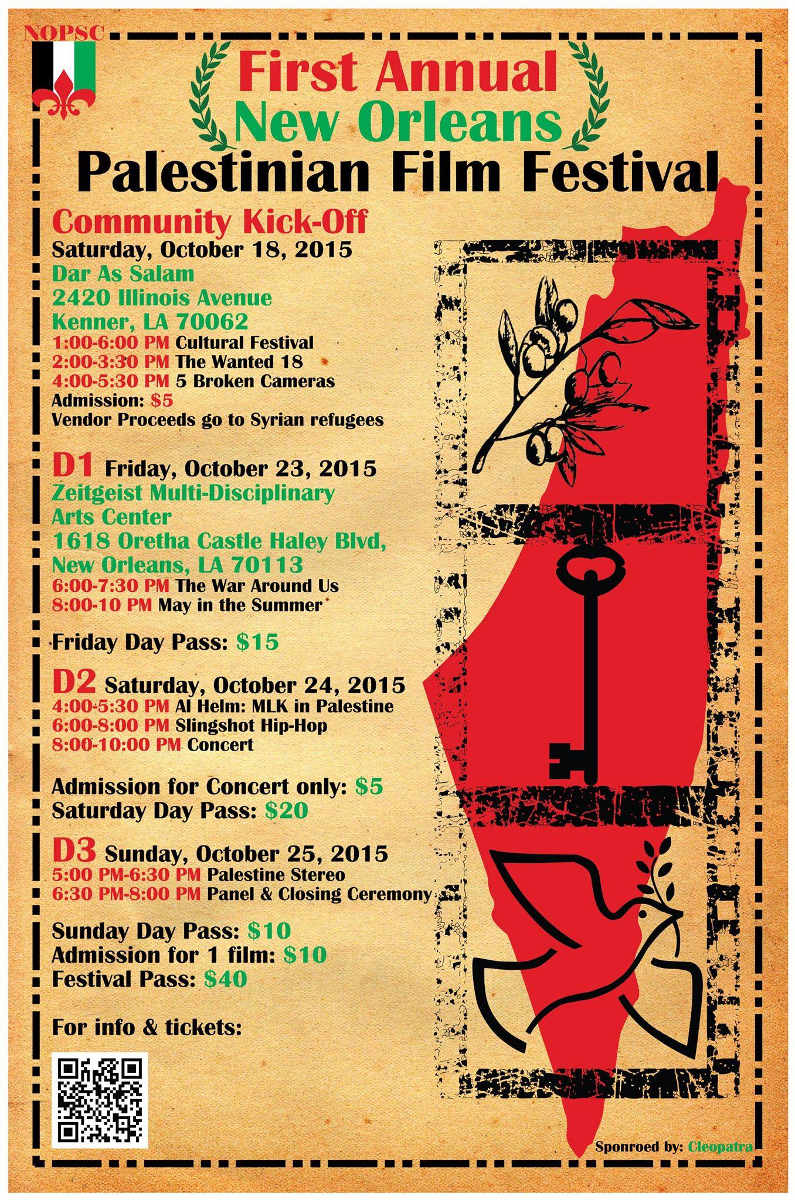 NOPSC
First Annual
New Orleans
Palestinian Film Festival
Community Kick-Off
Saturday, October 18, 2015
Dar As Salam
2420 Illinois Avenue
Kenner, LA 70062
1:00-6:00 PM Cultural Festival
2:00-3:30 PM The Wanted 18
4:00-5:30 PM 5 Broken Cameras
Admission: $5
Vendor Proceeds go to Syrian refugees
D1 Friday, October 23, 2015
Zeitgeist Multi-Disciplinary
Arts Center
1618 Oretha Castle Haley Blvd,
New Orleans, LA 70113
6:00-7:30 PM The War Around Us
8:00-10 PM May in the Summer
Friday Day Pass: $15
D2 Saturday, October 24, 2015
4:00-5:30 PM Al Helm: MLK in Palestine
6:00-8:00 PM Slingshot Hip-Hop
8:00-10:00 PM Concert
Admission for Concert only: $5
Saturday Day Pass: $20
D3 Sunday, October 25, 2015
5:00 PM-6:30 PM Palestine Stereo
6:30 PM-8:00 PM Panel & Closing Ceremony
Sunday Day Pass: $10
Admission for 1 film: $10
Festival Pass: $40
For info & tickets:
Sponroed by: Cleopatra